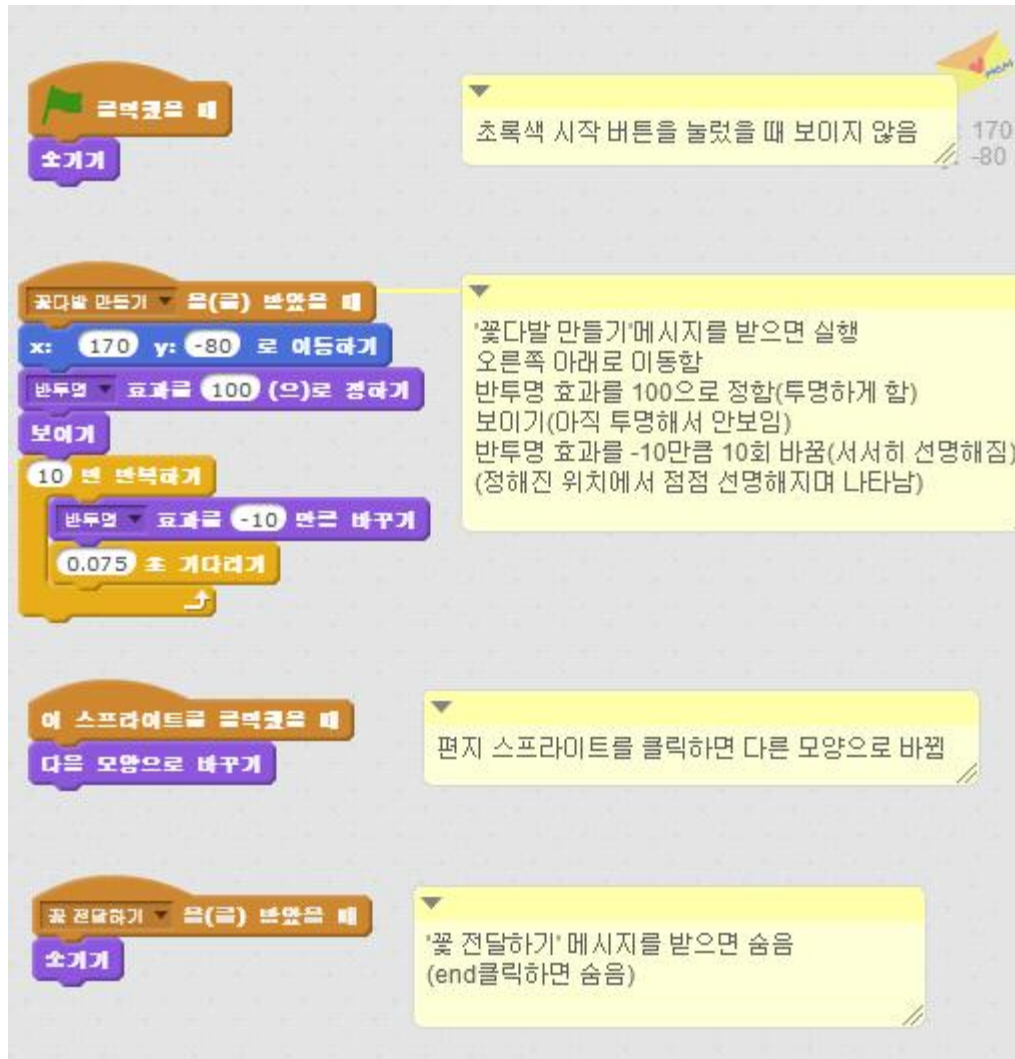 클릭했을 때
숨기기
초록색 시작 버튼을 눌렀을 때 보이지 않음
MOM
: 170
-80
꽃다발 만들기 을(를) 받았을 때
x: 170 y: -80 로 이동하기
반투명 효과를 100 (으)로 정하기
보이기
10 번 반복하기
반투명 효과를 -10 만큼 바꾸기
0.075 초 기다리기
'꽃다발 만들기'메시지를 받으면 실행
오른쪽 아래로 이동함
반투명 효과를 100으로 정함(투명하게 함)
보이기(아직 투명해서 안보임)
반투명 효과를 -10만큼 10회 바꿈(서서히 선명해짐)
(정해진 위치에서 점점 선명해지며 나타남)
이 스프라이트를 클릭했을 때
다음 모양으로 바꾸기
편지 스프라이트를 클릭하면 다른 모양으로 바뀜
꽃 전달하기 을(를) 받았을 때
숨기기
'꽃 전달하기' 메시지를 받으면 숨음
(end클릭하면 숨음)